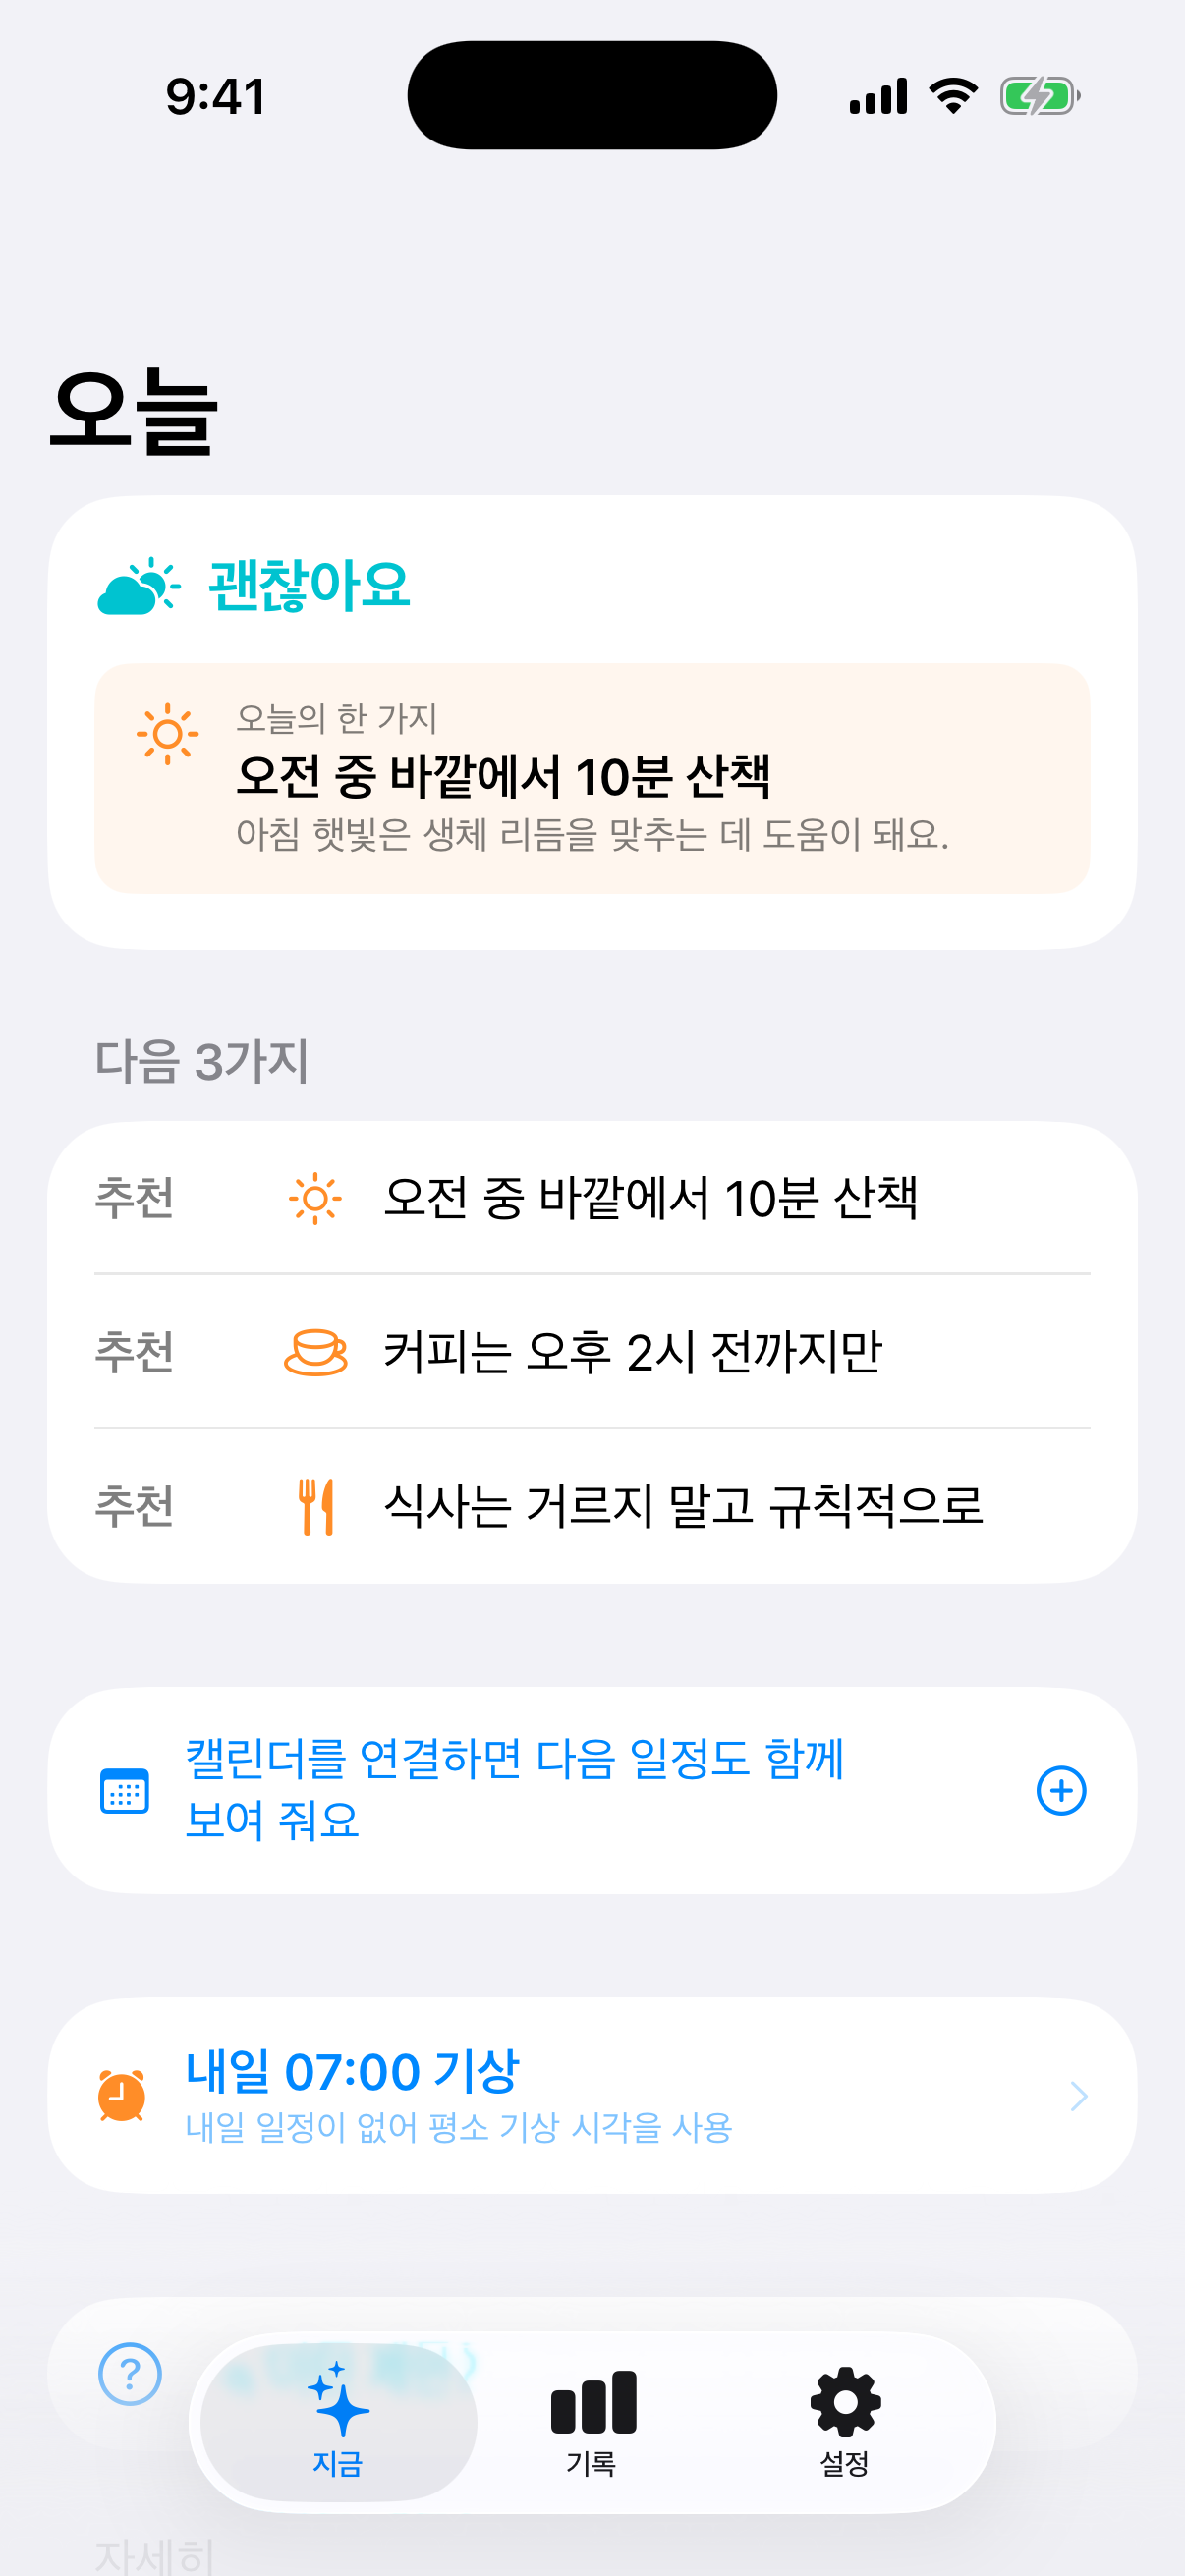 9:41
오늘
괜찮아요
오늘의 한 가지
오전 중 바깥에서 10분 산책
아침 햇빛은 생체 리듬을 맞추는 데 도움이 돼요.
다음 3가지
추천 오전 중 바깥에서 10분 산책
추천 커피는 오후 2시 전까지만
추천 식사는 거르지 말고 규칙적으로
캘린더를 연결하면 다음 일정도 함께
보여 줘요
내일 07:00 기상
내일 일정이 없어 평소 기상 시각을 사용
지금 기록 설정
자세히